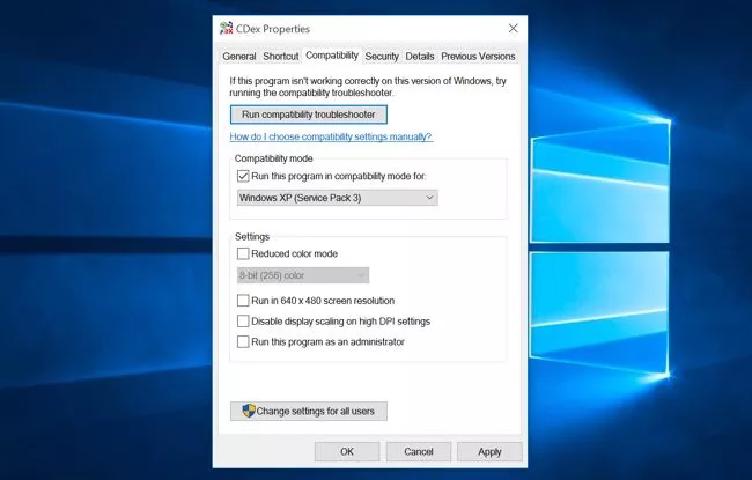 CDex Properties
General Shortcut Compatibility Security Details Previous Versions
If this program isn't working correctly on this version of Windows, try
running the compatibility troubleshooter.
Run compatibility troubleshooter
How do I choose compatibility settings manually?
Compatibility mode
Run this program in compatibility mode for:
Windows XP (Service Pack 3)
Settings
Reduced color mode
8-bit (256) color
Run in 640 x 480 screen resolution
Disable display scaling on high DPI settings
Run this program as an administrator
Change settings for all users
OK Cancel Apply